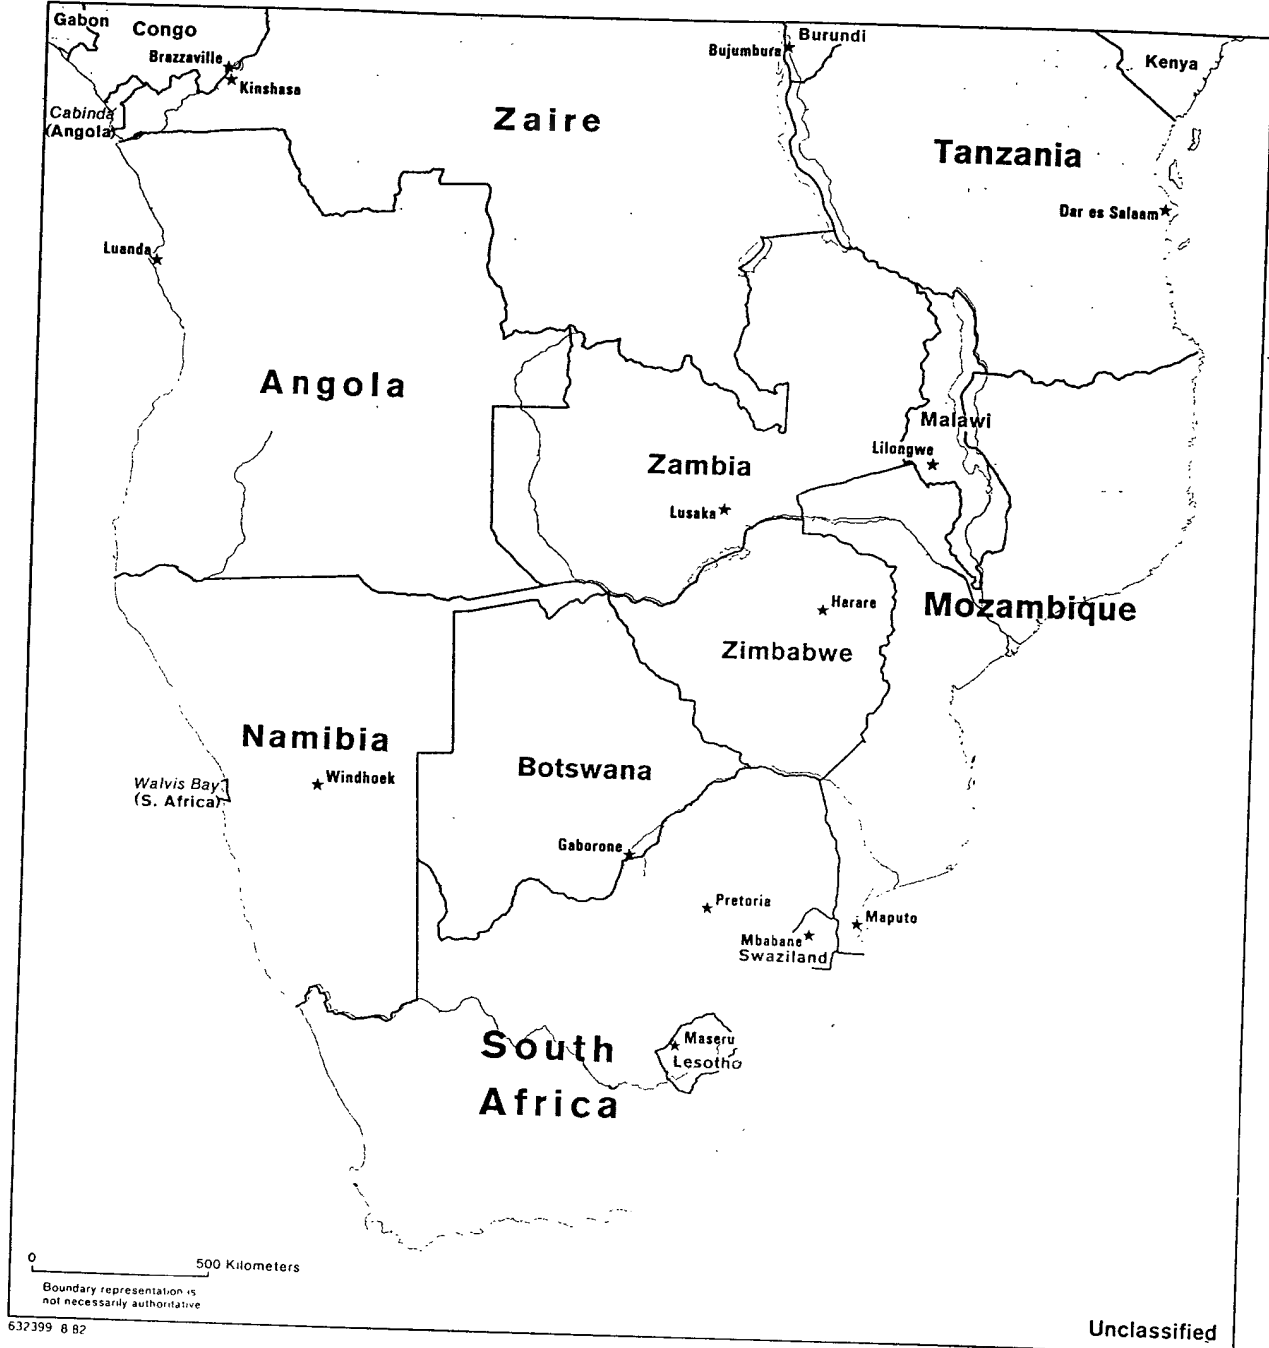 Gabon
Congo
Brazzaville
Kinshasa
Cabinda
(Angola)
Zaire
Bujumbura
Burundi
Kenya
Tanzania
Dar es Salaam
Luanda
Angola
Zambia
Lusaka
Malawi
Lilongwe
Mozambique
Harare
Zimbabwe
Namibia
Windhoek
Walvis Bay
(S. Africa)
Botswana
Gaborone
Pretoria
Mbabane
Swaziland
Maputo
Maseru
Lesotho
South
Africa
0
500 Kilometers
Boundary representation is
not necessarily authoritative
632399 8 82
Unclassified